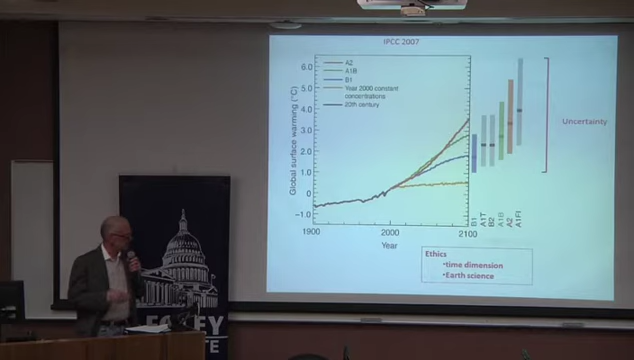 IPCC 2007
Global surface warming (°C)
6.0
5.0
4.0
3.0
2.0
1.0
0
−1.0
A2
A1B
B1
Year 2000 constant
concentrations
20th century
1900
2000
2100
Year
B1
A1T
B2
A1B
A2
A1FI
Uncertainty
Ethics
•time dimension
•Earth science